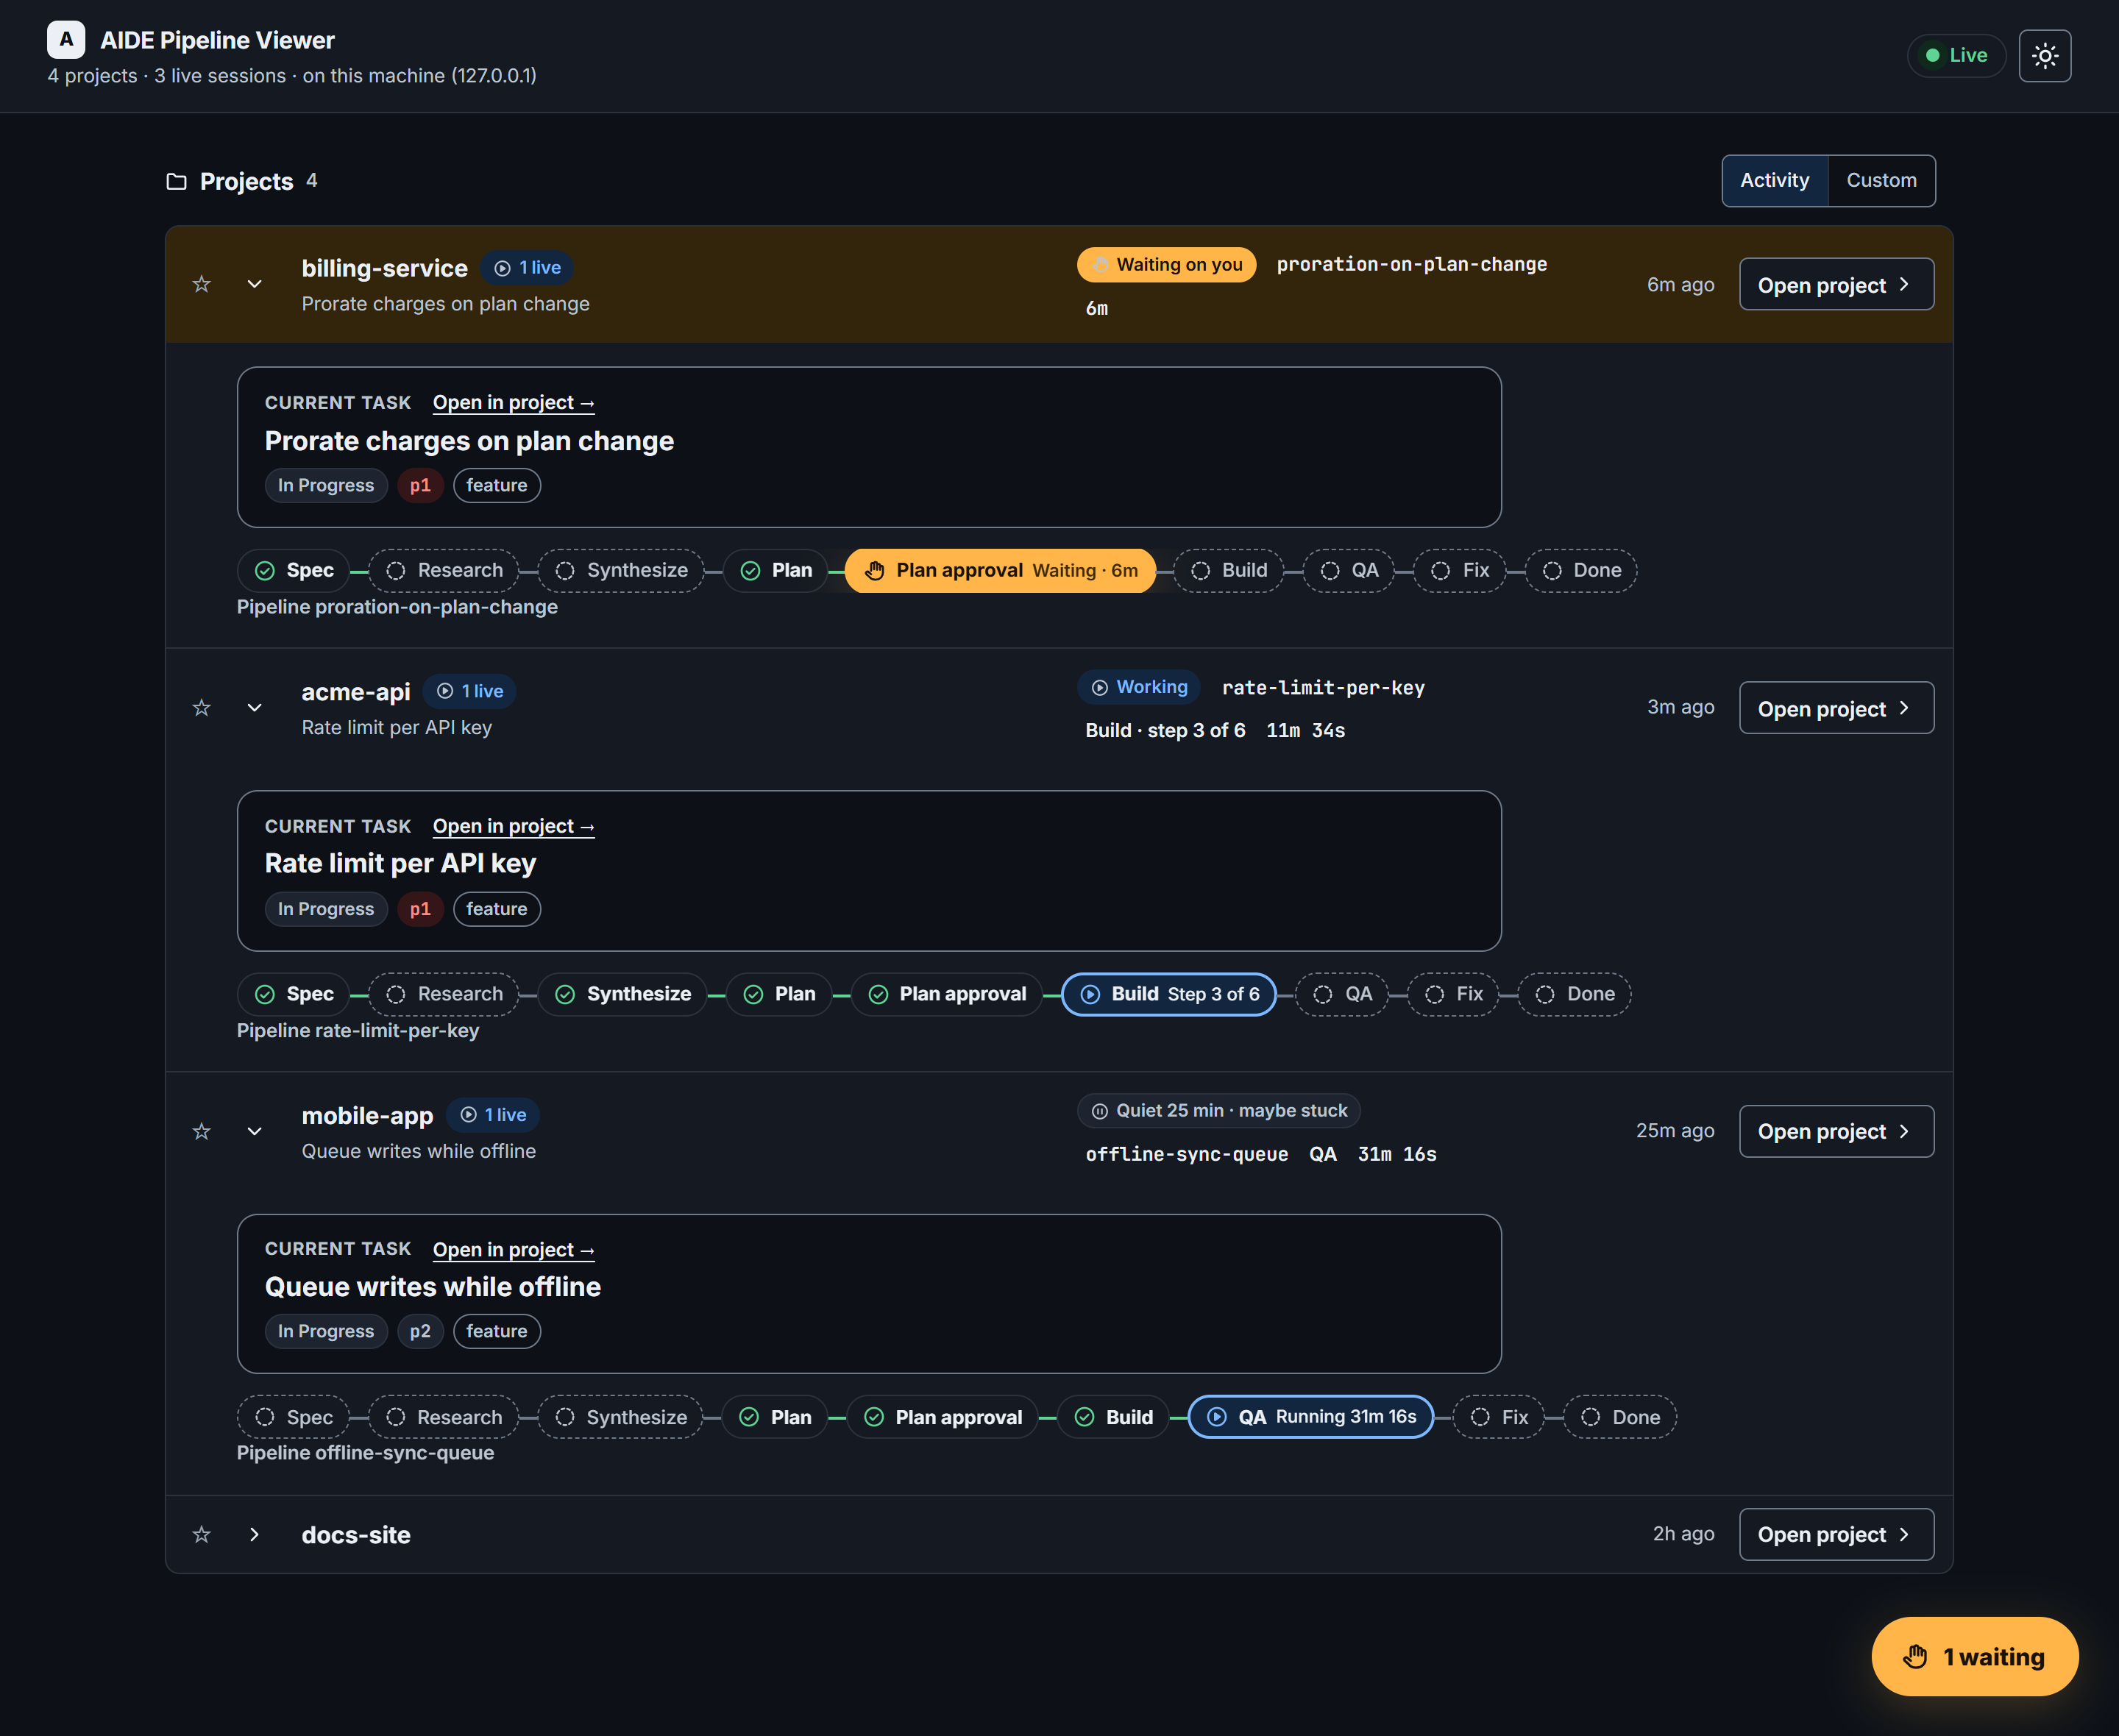 A AIDE Pipeline Viewer
4 projects · 3 live sessions · on this machine (127.0.0.1)
Live
Projects 4
Activity Custom
billing-service 1 live
Prorate charges on plan change
Waiting on you proration-on-plan-change
6m
6m ago
Open project
CURRENT TASK Open in project →
Prorate charges on plan change
In Progress p1 feature
Spec Research Synthesize Plan Plan approval Waiting · 6m Build QA Fix Done
Pipeline proration-on-plan-change
acme-api 1 live
Rate limit per API key
Working rate-limit-per-key
Build · step 3 of 6 11m 34s
3m ago
Open project
CURRENT TASK Open in project →
Rate limit per API key
In Progress p1 feature
Spec Research Synthesize Plan Plan approval Build Step 3 of 6 QA Fix Done
Pipeline rate-limit-per-key
mobile-app 1 live
Queue writes while offline
Quiet 25 min · maybe stuck
offline-sync-queue QA 31m 16s
25m ago
Open project
CURRENT TASK Open in project →
Queue writes while offline
In Progress p2 feature
Spec Research Synthesize Plan Plan approval Build QA Running 31m 16s Fix Done
Pipeline offline-sync-queue
docs-site
2h ago
Open project
1 waiting